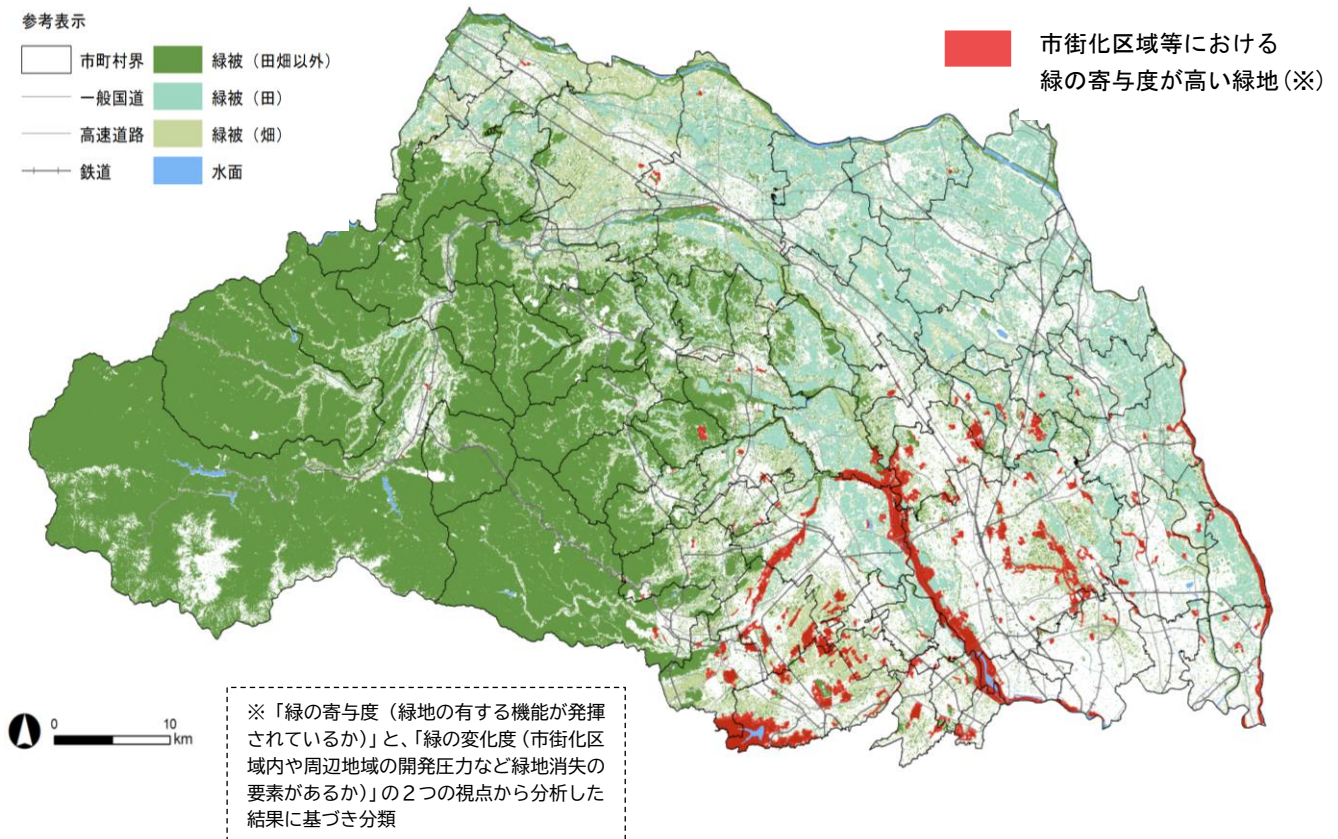 参考表示
市町村界
緑被（田畑以外）
一般国道
緑被（田）
高速道路
緑被（畑）
鉄道
水面
市街化区域等における
緑の寄与度が高い緑地(※)
0 10
km
※「緑の寄与度（緑地の有する機能が発揮
されているか）」と、「緑の変化度（市街化区
域内や周辺地域の開発圧力など緑地消失の
要素があるか）」の２つの視点から分析した
結果に基づき分類